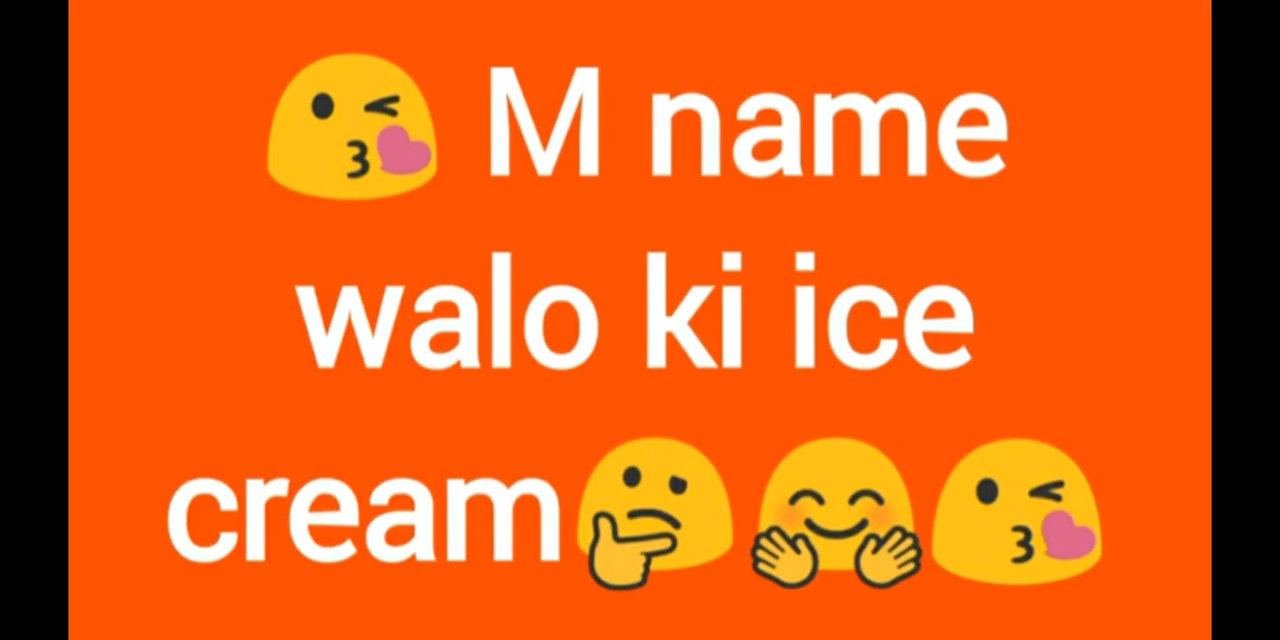 😘 M name
walo ki ice
cream🤔🤗😘